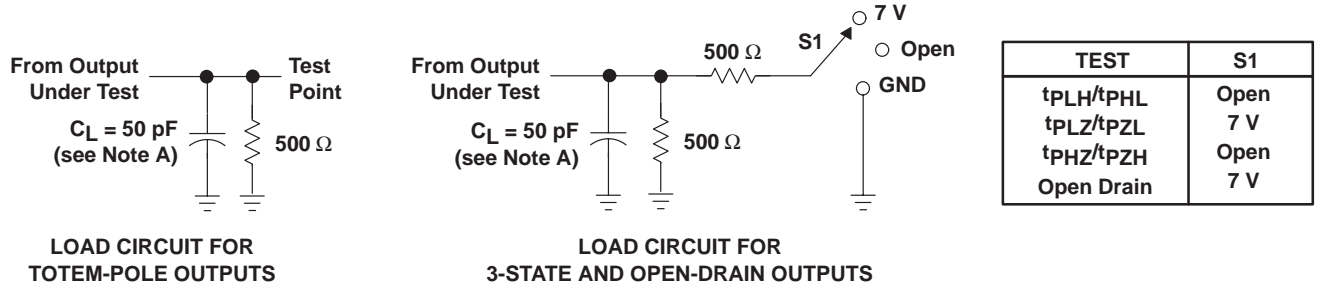 From Output
Under Test
Test
Point
CL = 50 pF
(see Note A)
500 Ω
LOAD CIRCUIT FOR
TOTEM-POLE OUTPUTS
From Output
Under Test
500 Ω
S1
7 V
Open
GND
CL = 50 pF
(see Note A)
500 Ω
LOAD CIRCUIT FOR
3-STATE AND OPEN-DRAIN OUTPUTS
TEST S1
tPLH/tPHL Open
tPLZ/tPZL 7 V
tPHZ/tPZH Open
Open Drain 7 V